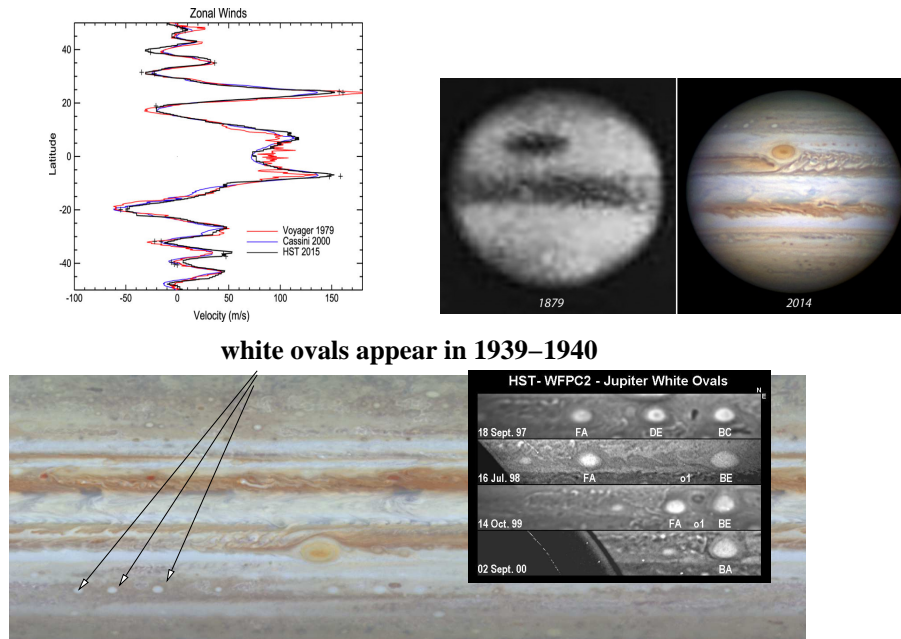 Zonal Winds
40
20
0
-20
-40
Latitude
Voyager 1979
Cassini 2000
HST 2015
-100 -50 0 50 100 150
Velocity (m/s)
1879
2014
white ovals appear in 1939–1940
HST- WFPC2 - Jupiter White Ovals
N
E
18 Sept. 97
FA DE BC
16 Jul. 98
FA o1 BE
14 Oct. 99
FA o1 BE
02 Sept. 00
BA